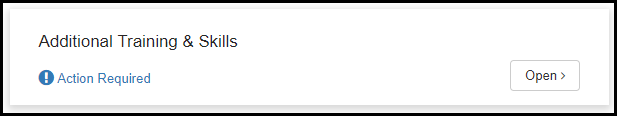 Additional Training & Skills
Action Required
Open >